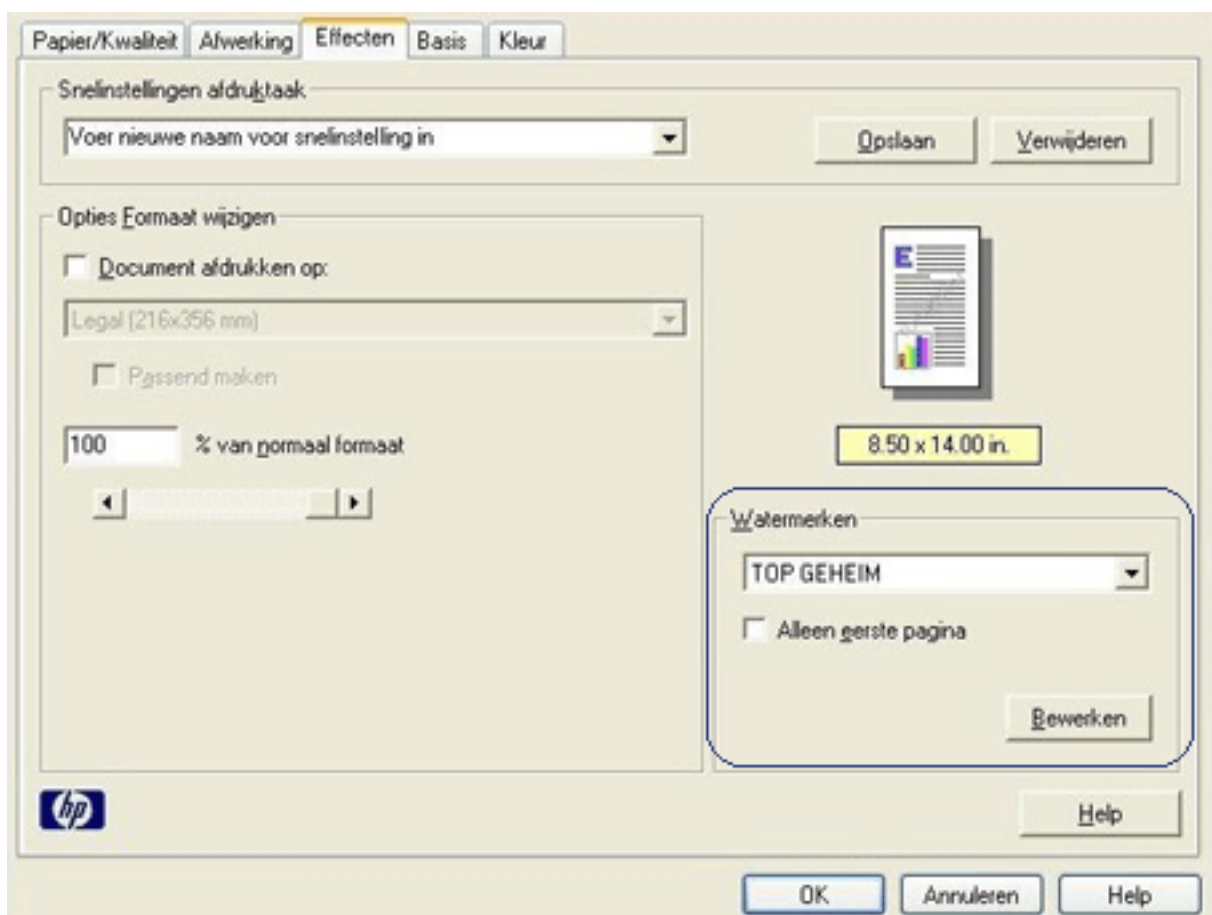 Papier/Kwaliteit Afwerking Effecten Basis Kleur
Snelinstellingen afdruktaak
Voer nieuwe naam voor snelinstelling in
Opslaan Verwijderen
Opties Formaat wijzigen
Document afdrukken op:
Legal (216x356 mm)
Passend maken
100 % van normaal formaat
E
8.50 x 14.00 in.
Watermerken
TOP GEHEIM
Alleen eerste pagina
Bewerken
hp
Help
OK Annuleren Help